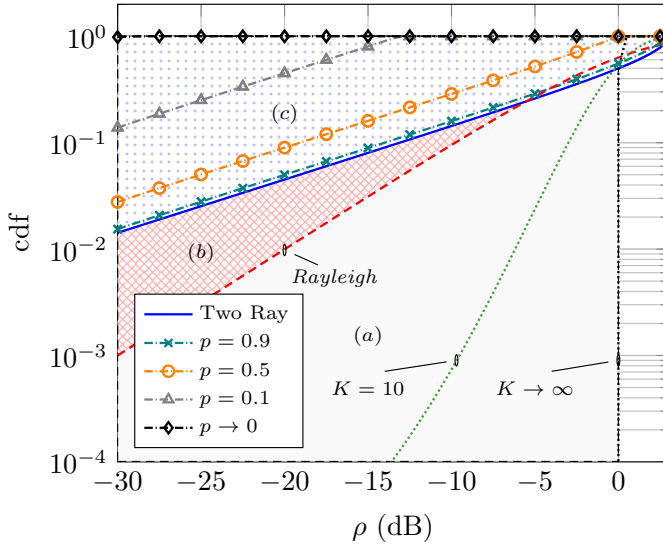 10^0
10^{-1}
10^{-2}
10^{-3}
10^{-4}
cdf
(c)
(b)
Rayleigh
(a)
K = 10
K → ∞
Two Ray
p = 0.9
p = 0.5
p = 0.1
p → 0
−30 −25 −20 −15 −10 −5 0
ρ (dB)